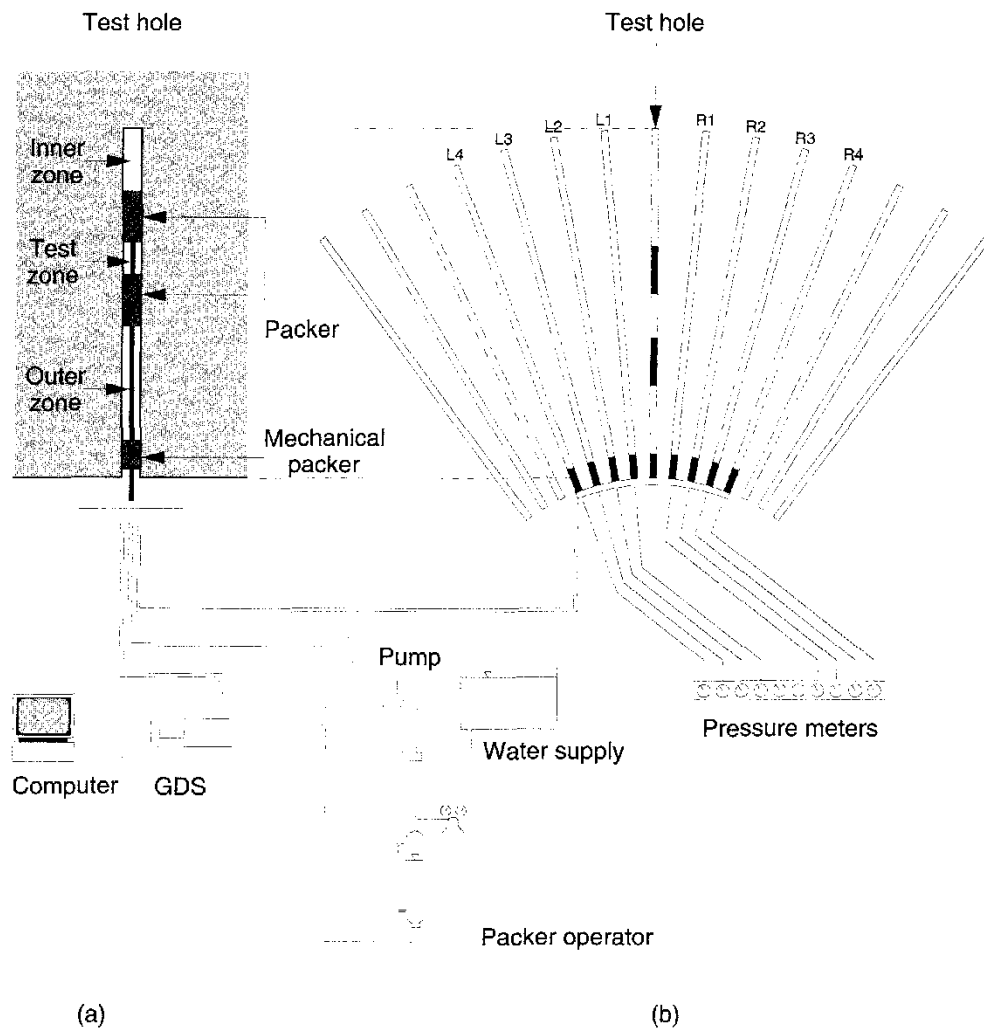 Test hole
Test hole
Inner
zone
Test
zone
Packer
Outer
zone
Mechanical
packer
L4
L3
L2
L1
R1
R2
R3
R4
Pump
Water supply
Pressure meters
Computer
GDS
Packer operator
(a)
(b)